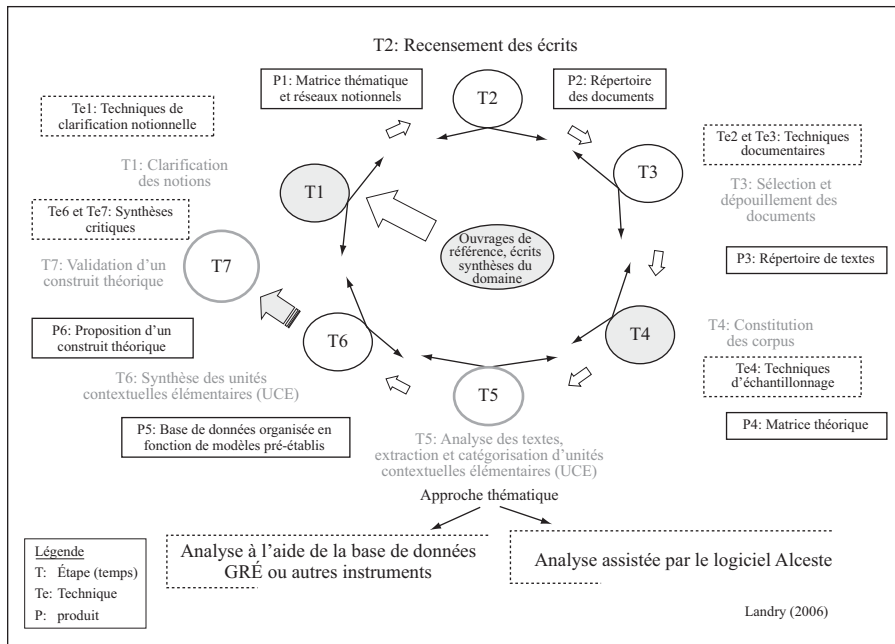 T2: Recensement des écrits
P1: Matrice thématique
et réseaux notionnels
T2
P2: Répertoire
des documents
Te1: Techniques de
clarification notionnelle
Te2 et Te3: Techniques
documentaires
T1: Clarification
des notions
T1
T3
T3: Sélection et
dépouillement des
documents
Te6 et Te7: Synthèses
critiques
Ouvrages de
référence, écrits
synthèses du
domaine
T7: Validation d'un
construit théorique
T7
P3: Répertoire de textes
P6: Proposition d'un
construit théorique
T6
T4
T4: Constitution
des corpus
Te4: Techniques
d'échantillonnage
T6: Synthèse des unités
contextuelles élémentaires (UCE)
T5
P5: Base de données organisée en
fonction de modèles pré-établis
P4: Matrice théorique
T5: Analyse des textes,
extraction et catégorisation d'unités
contextuelles élémentaires (UCE)
Approche thématique
Analyse à l'aide de la base de données
GRÉ ou autres instruments
Analyse assistée par le logiciel Alceste
Légende
T: Étape (temps)
Te: Technique
P: produit
Landry (2006)